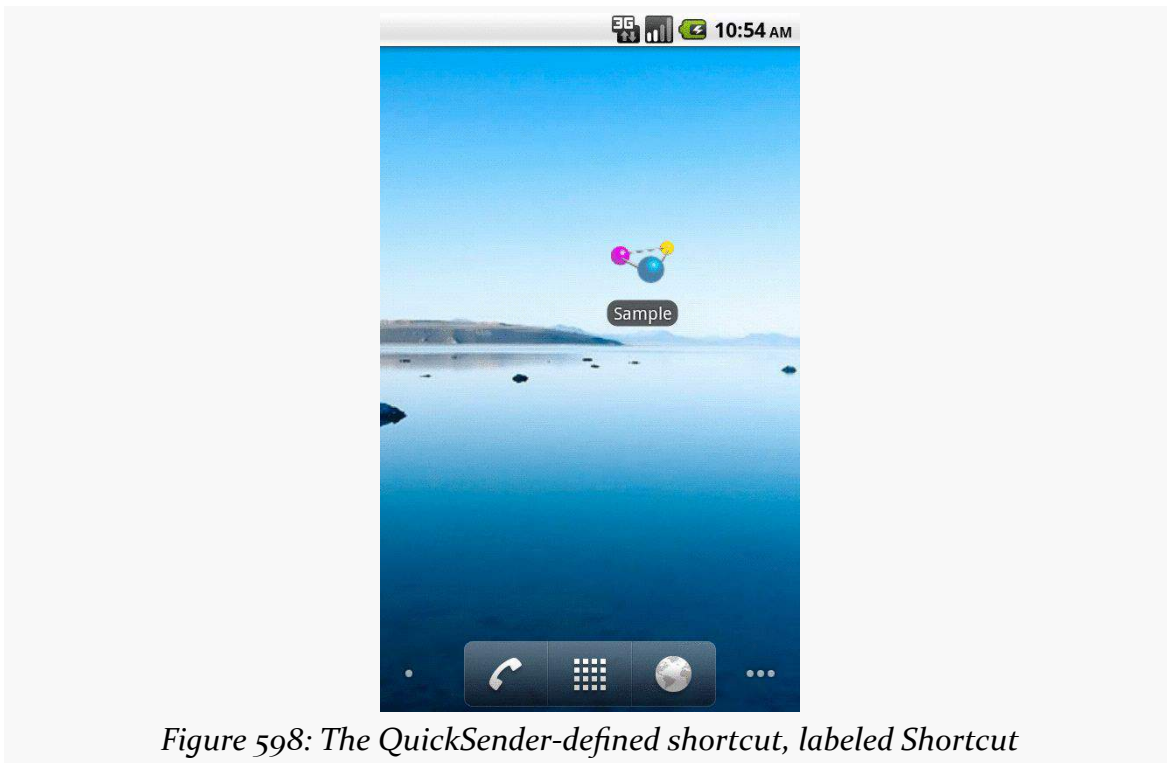 3G
10:54 AM
Sample
Figure 598: The QuickSender-defined shortcut, labeled Shortcut